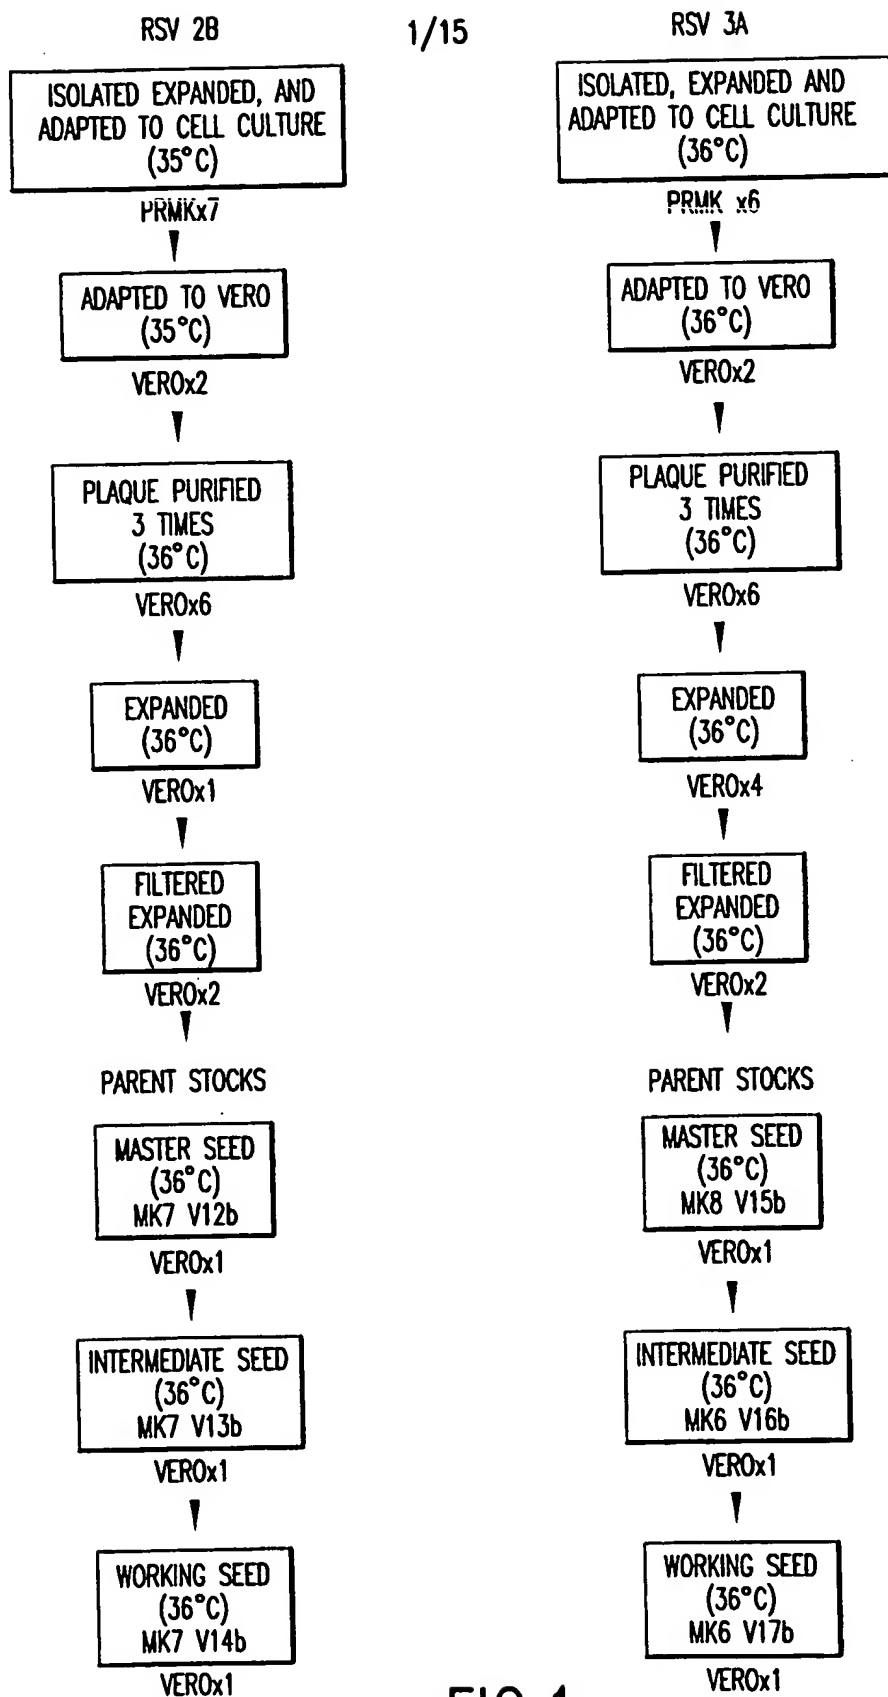 RSV 2B
1/15
RSV 3A
ISOLATED EXPANDED, AND
ADAPTED TO CELL CULTURE
(35°C)
PRMKx7
ADAPTED TO VERO
(35°C)
VEROx2
PLAQUE PURIFIED
3 TIMES
(36°C)
VEROx6
EXPANDED
(36°C)
VEROx1
FILTERED
EXPANDED
(36°C)
VEROx2
PARENT STOCKS
MASTER SEED
(36°C)
MK7 V12b
VEROx1
INTERMEDIATE SEED
(36°C)
MK7 V13b
VEROx1
WORKING SEED
(36°C)
MK7 V14b
VEROx1
ISOLATED, EXPANDED AND
ADAPTED TO CELL CULTURE
(36°C)
PRMK x6
ADAPTED TO VERO
(36°C)
VEROx2
PLAQUE PURIFIED
3 TIMES
(36°C)
VEROx6
EXPANDED
(36°C)
VEROx4
FILTERED
EXPANDED
(36°C)
VEROx2
PARENT STOCKS
MASTER SEED
(36°C)
MK8 V15b
VEROx1
INTERMEDIATE SEED
(36°C)
MK6 V16b
VEROx1
WORKING SEED
(36°C)
MK6 V17b
VEROx1